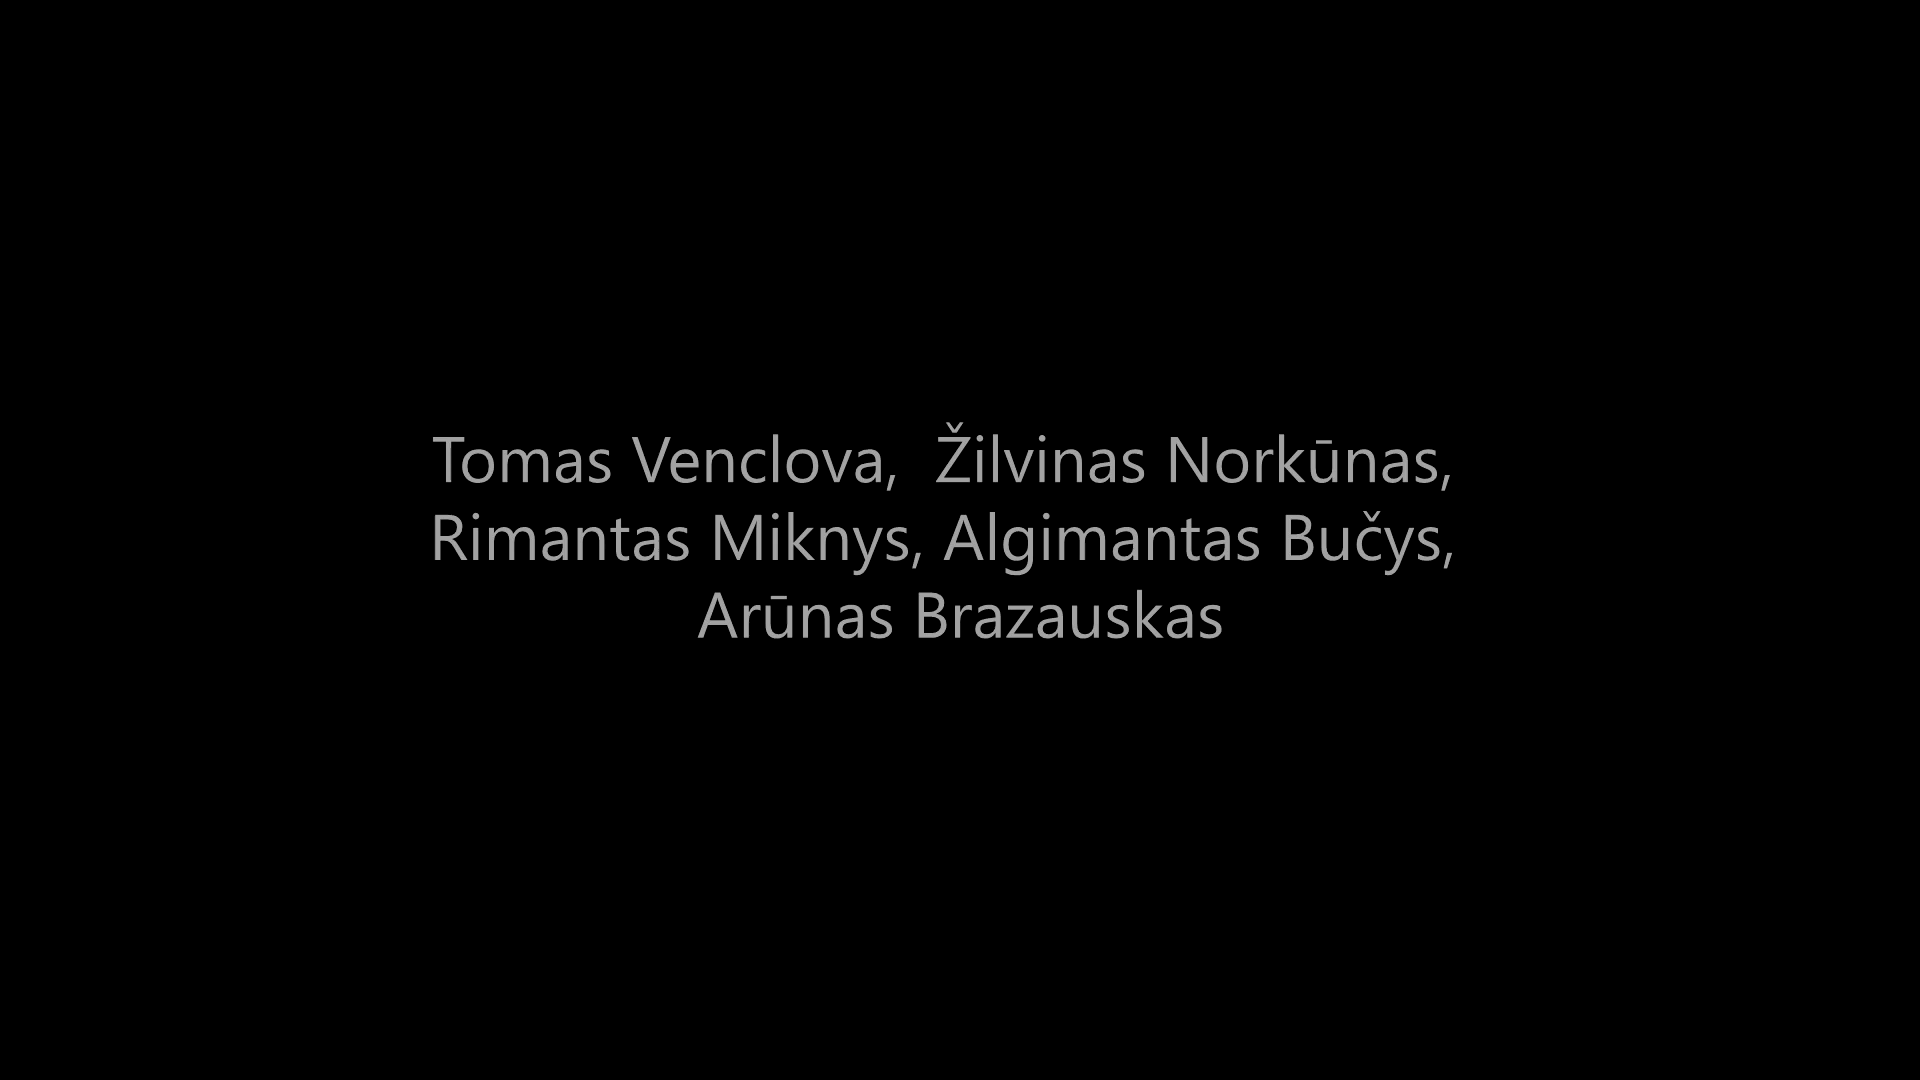 Tomas Venclova,  Žilvinas Norkūnas,
Rimantas Miknys, Algimantas Bučys,
Arūnas Brazauskas